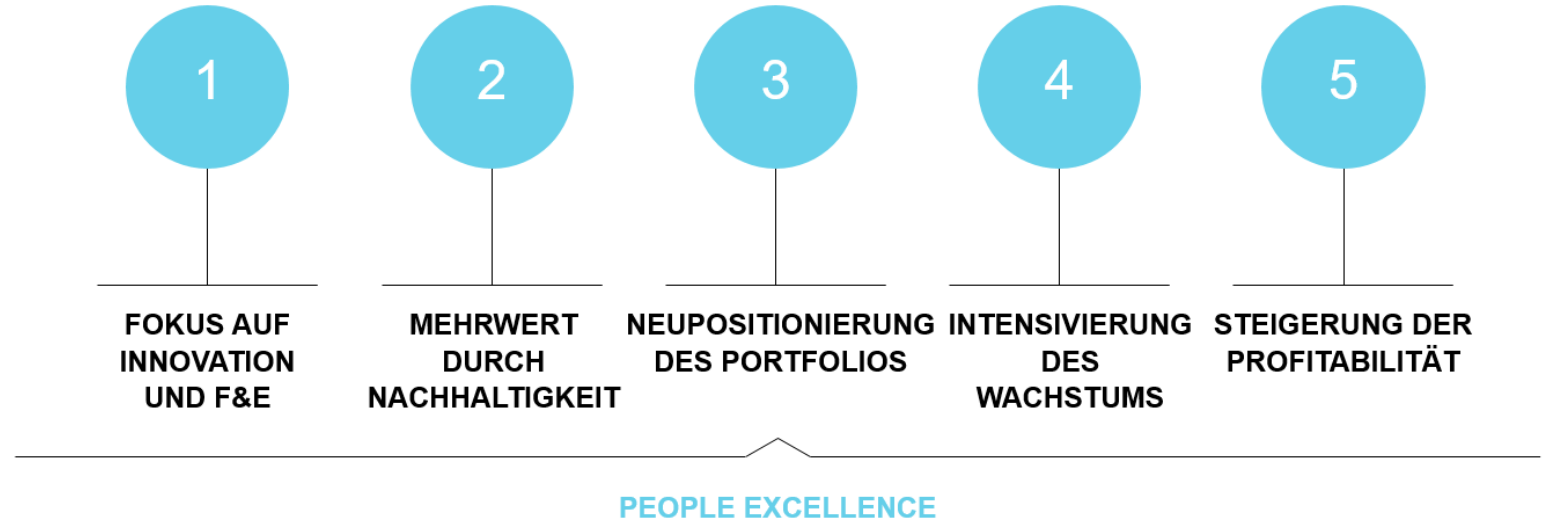 1
2
3
4
5
FOKUS AUF
INNOVATION
UND F&E
MEHRWERT
DURCH
NACHHALTIGKEIT
NEUPOSITIONIERUNG
DES PORTFOLIOS
INTENSIVIERUNG
DES
WACHSTUMS
STEIGERUNG DER
PROFITABILITÄT
PEOPLE EXCELLENCE